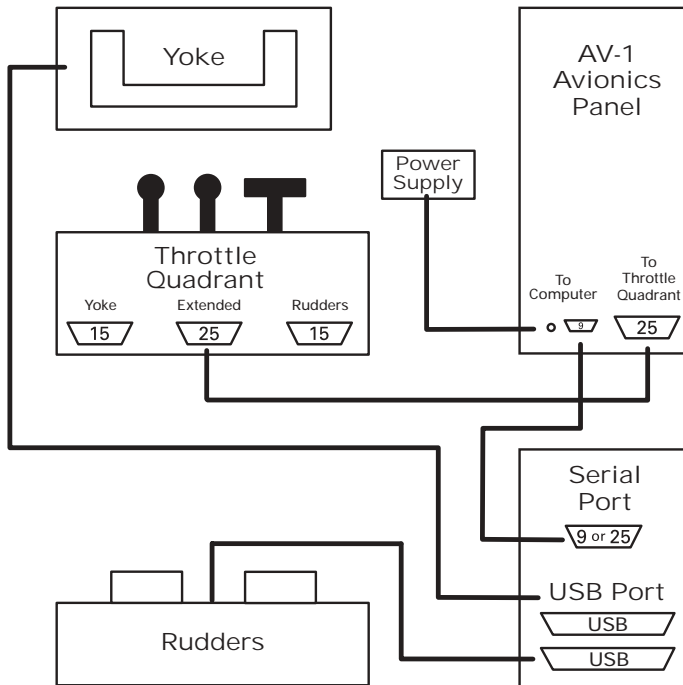 Yoke
AV-1
Avionics
Panel
Power
Supply
Throttle
Quadrant
Yoke
15
Extended
25
Rudders
15
To
Computer
9
To
Throttle
Quadrant
25
Serial
Port
9 or 25
USB Port
USB
USB
Rudders